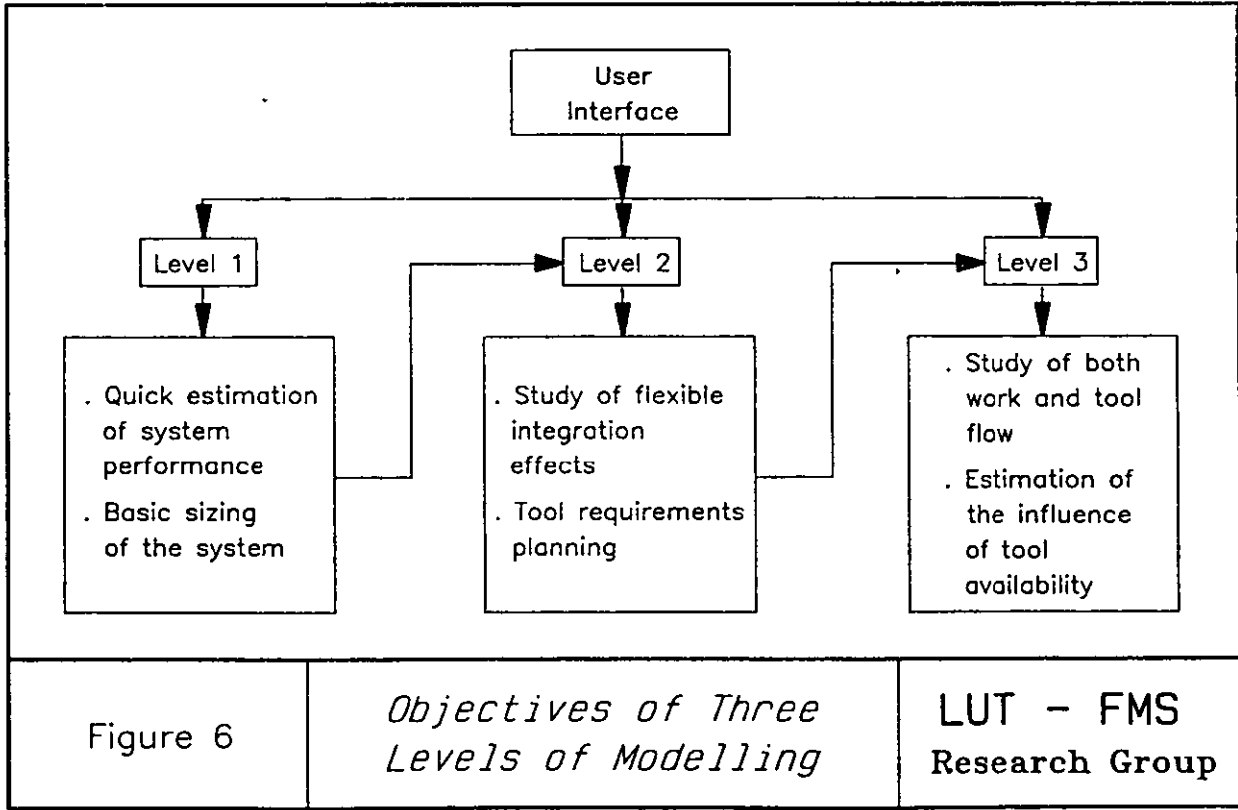 User
Interface
Level 1
Level 2
Level 3
. Quick estimation
of system
performance
. Basic sizing
of the system
. Study of flexible
integration
effects
. Tool requirements
planning
. Study of both
work and tool
flow
. Estimation of
the influence
of tool
availability
Figure 6
Objectives of Three
Levels of Modelling
LUT - FMS
Research Group